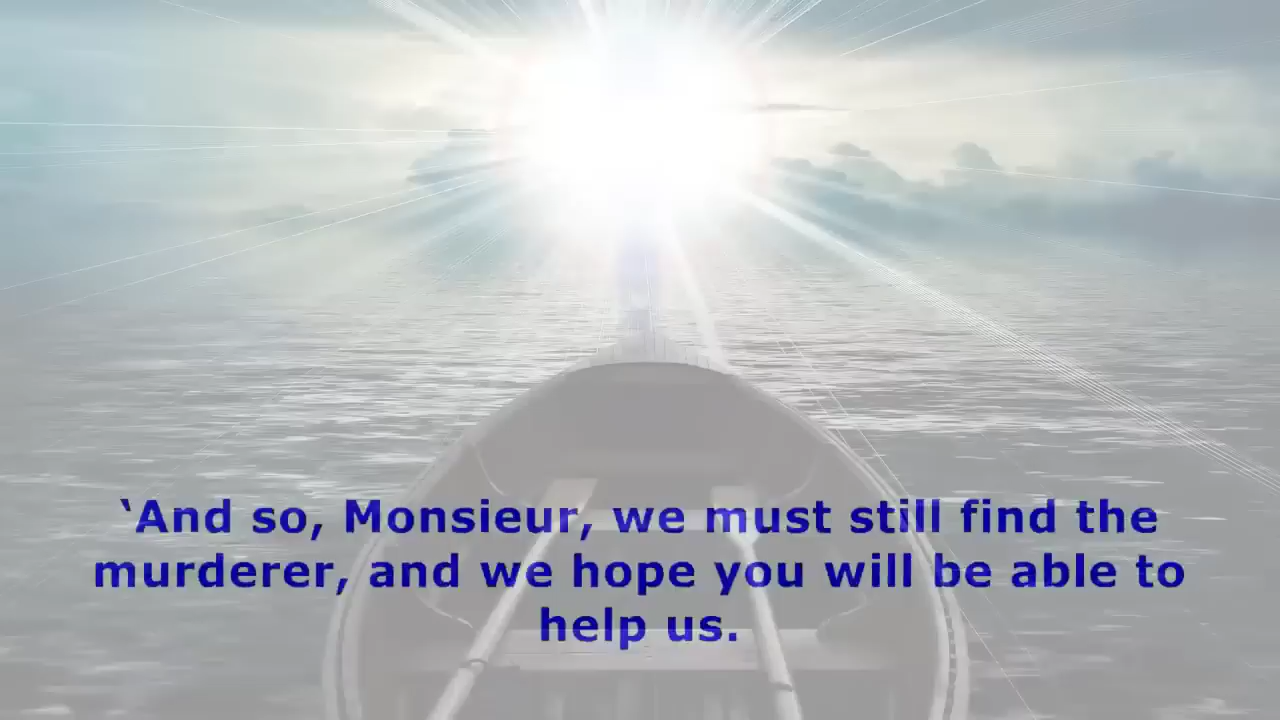 ‘And so, Monsieur, we must still find the
murderer, and we hope you will be able to
help us.